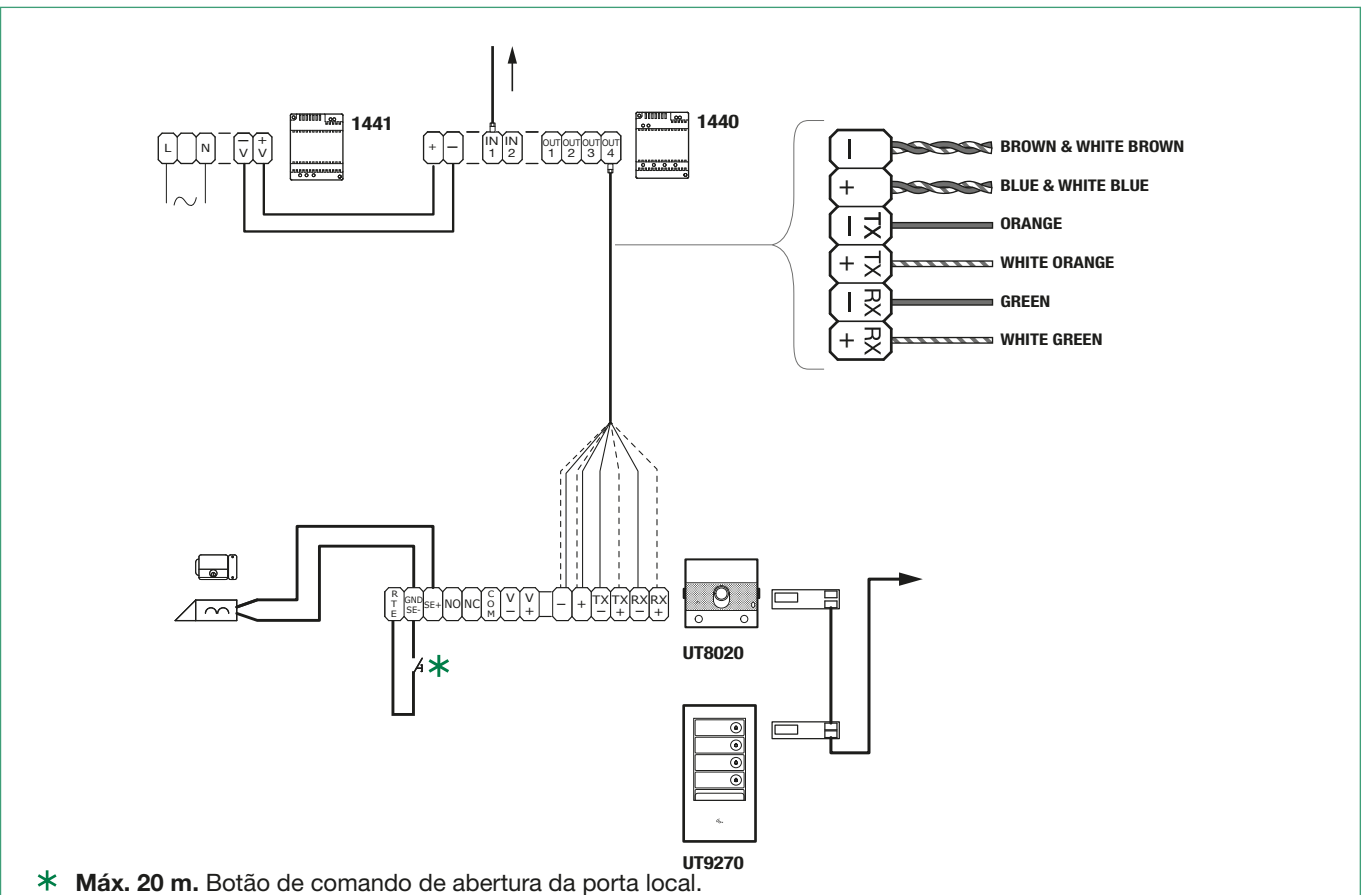 1441
1440
L N − V + V
+ − IN 1 IN 2 OUT 1 OUT 2 OUT 3 OUT 4
− BROWN & WHITE BROWN
+ BLUE & WHITE BLUE
− TX ORANGE
+ TX WHITE ORANGE
− RX GREEN
+ RX WHITE GREEN
RTE GND SE- SE+ NO NC COM V − V + − + TX − TX + RX − RX +
UT8020
UT9270
* Máx. 20 m. Botão de comando de abertura da porta local.